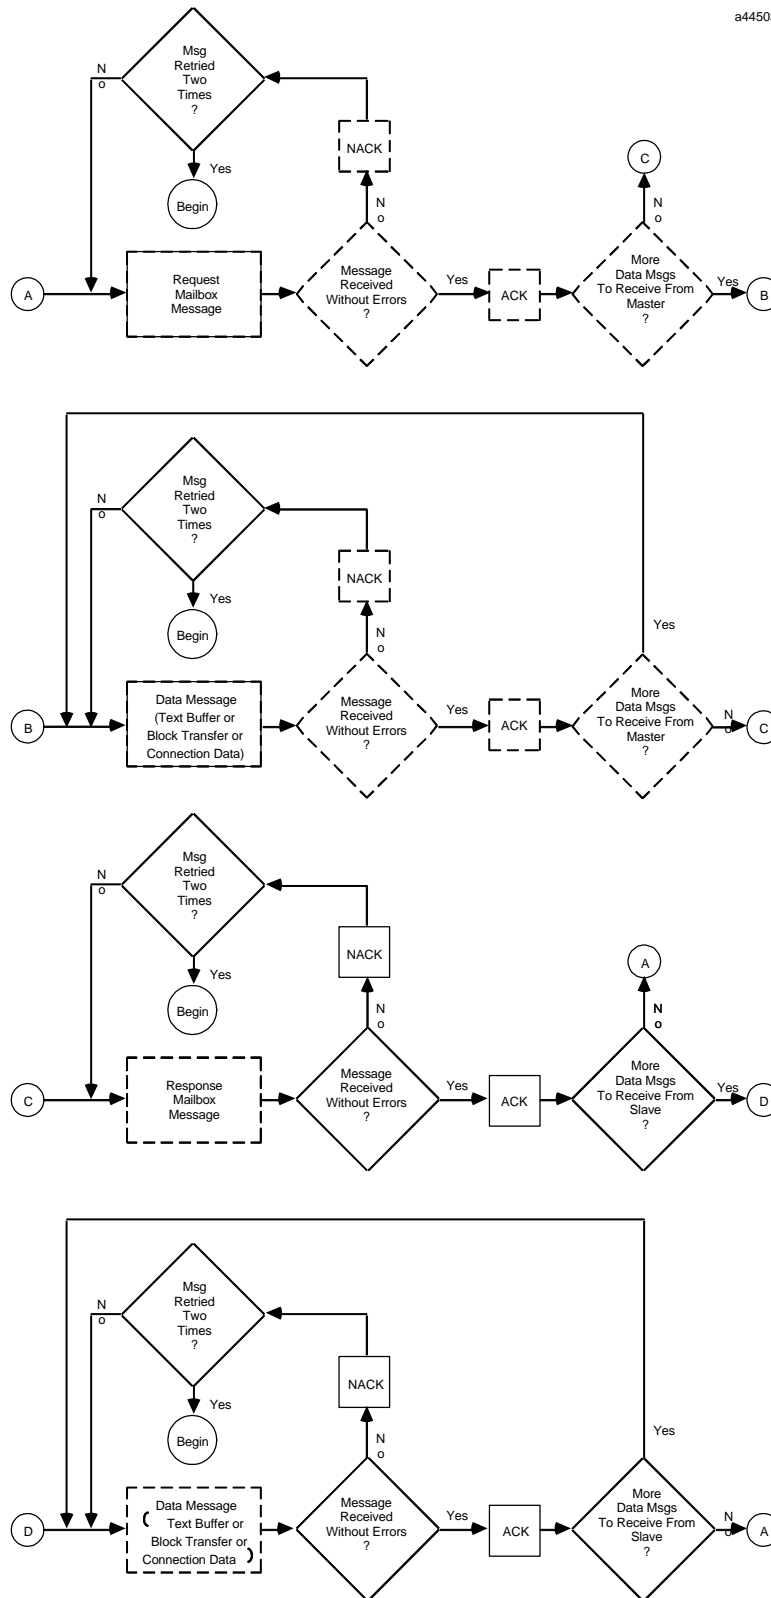 a4450
Msg
Retried
Two
Times
?
N
o
Yes
Begin
NACK
N
o
C
N
o
A
Request
Mailbox
Message
Message
Received
Without Errors
?
Yes
ACK
More
Data Msgs
To Receive From
Master
?
Yes
B
Msg
Retried
Two
Times
?
N
o
Yes
Begin
NACK
N
o
Yes
B
Data Message
(Text Buffer or
Block Transfer or
Connection Data)
Message
Received
Without Errors
?
Yes
ACK
More
Data Msgs
To Receive From
Master
?
N
o
C
Msg
Retried
Two
Times
?
N
o
Yes
Begin
NACK
N
o
A
N
o
C
Response
Mailbox
Message
Message
Received
Without Errors
?
Yes
ACK
More
Data Msgs
To Receive From
Slave
?
Yes
D
Msg
Retried
Two
Times
?
N
o
Yes
Begin
NACK
N
o
Yes
D
Data Message
( Text Buffer or
Block Transfer or
Connection Data )
Message
Received
Without Errors
?
Yes
ACK
More
Data Msgs
To Receive From
Slave
?
N
o
A